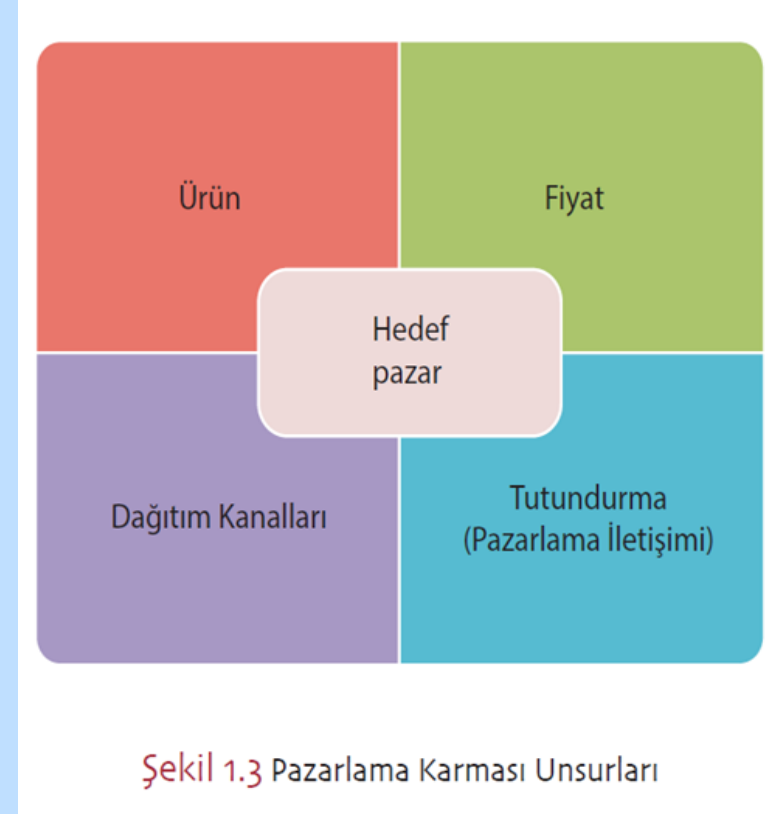 Ürün
Fiyat
Hedef
pazar
Dağıtım Kanalları
Tutundurma
(Pazarlama İletişimi)
Şekil 1.3 Pazarlama Karması Unsurları